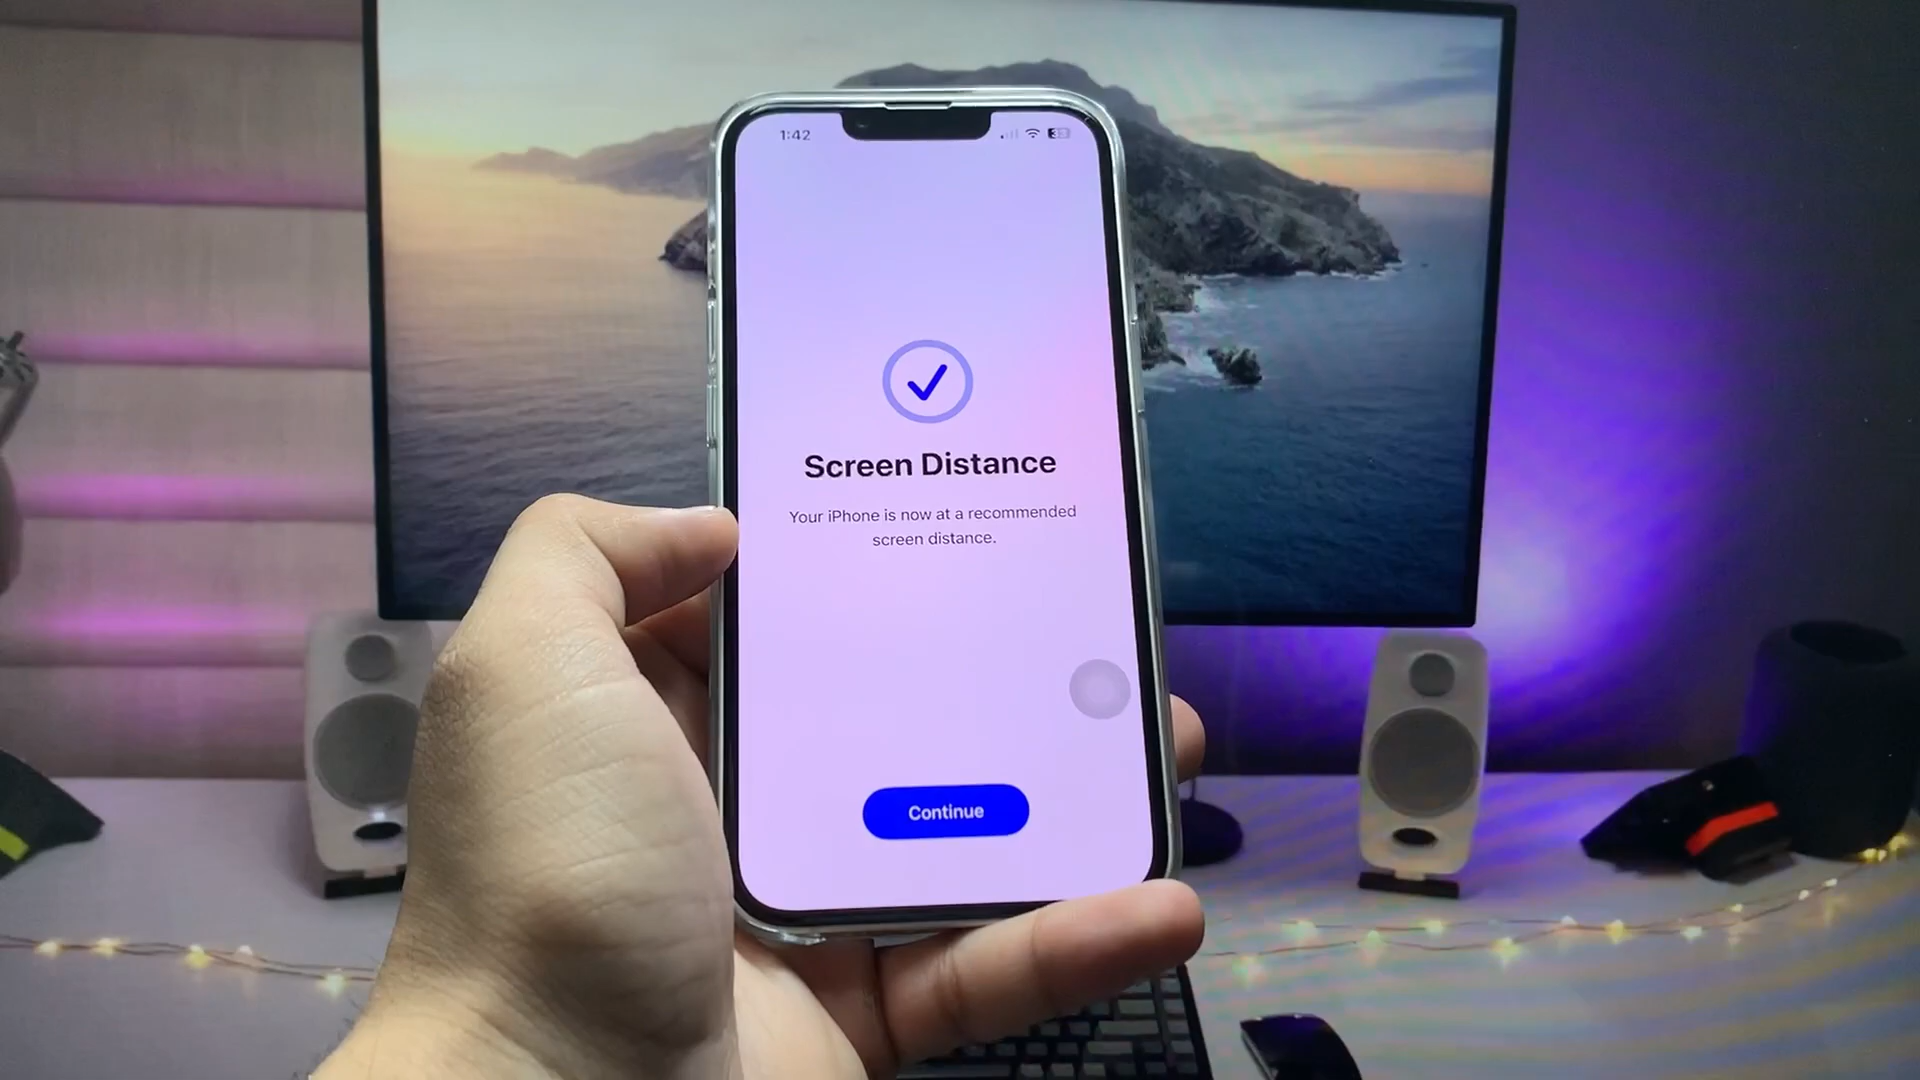 1:42
Screen Distance
Your iPhone is now at a recommended
screen distance.
Continue